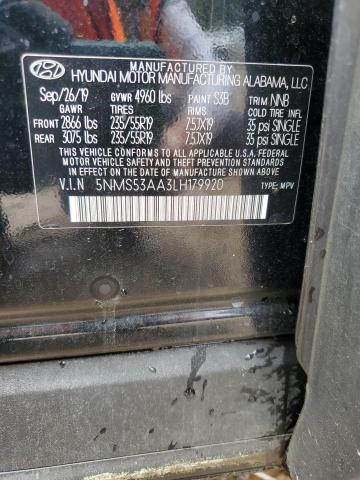 MANUFACTURED BY
HYUNDAI MOTOR MANUFACTURING ALABAMA, LLC
Sep/26/19 GVWR 4960 lbs PAINT S3B TRIM NNB
GAWR TIRES RIMS COLD TIRE INFL
FRONT 2866 lbs 235/55R19 7.5JX19 35 psi SINGLE
REAR 3075 lbs 235/55R19 7.5JX19 35 psi SINGLE
THIS VEHICLE CONFORMS TO ALL APPLICABLE U.S.
FEDERAL MOTOR VEHICLE SAFETY AND THEFT PREVENTION
STANDARDS IN EFFECT ON THE DATE OF MANUFACTURE
SHOWN ABOVE.
V.I.N 5NMS53AA3LH179920 TYPE: MPV